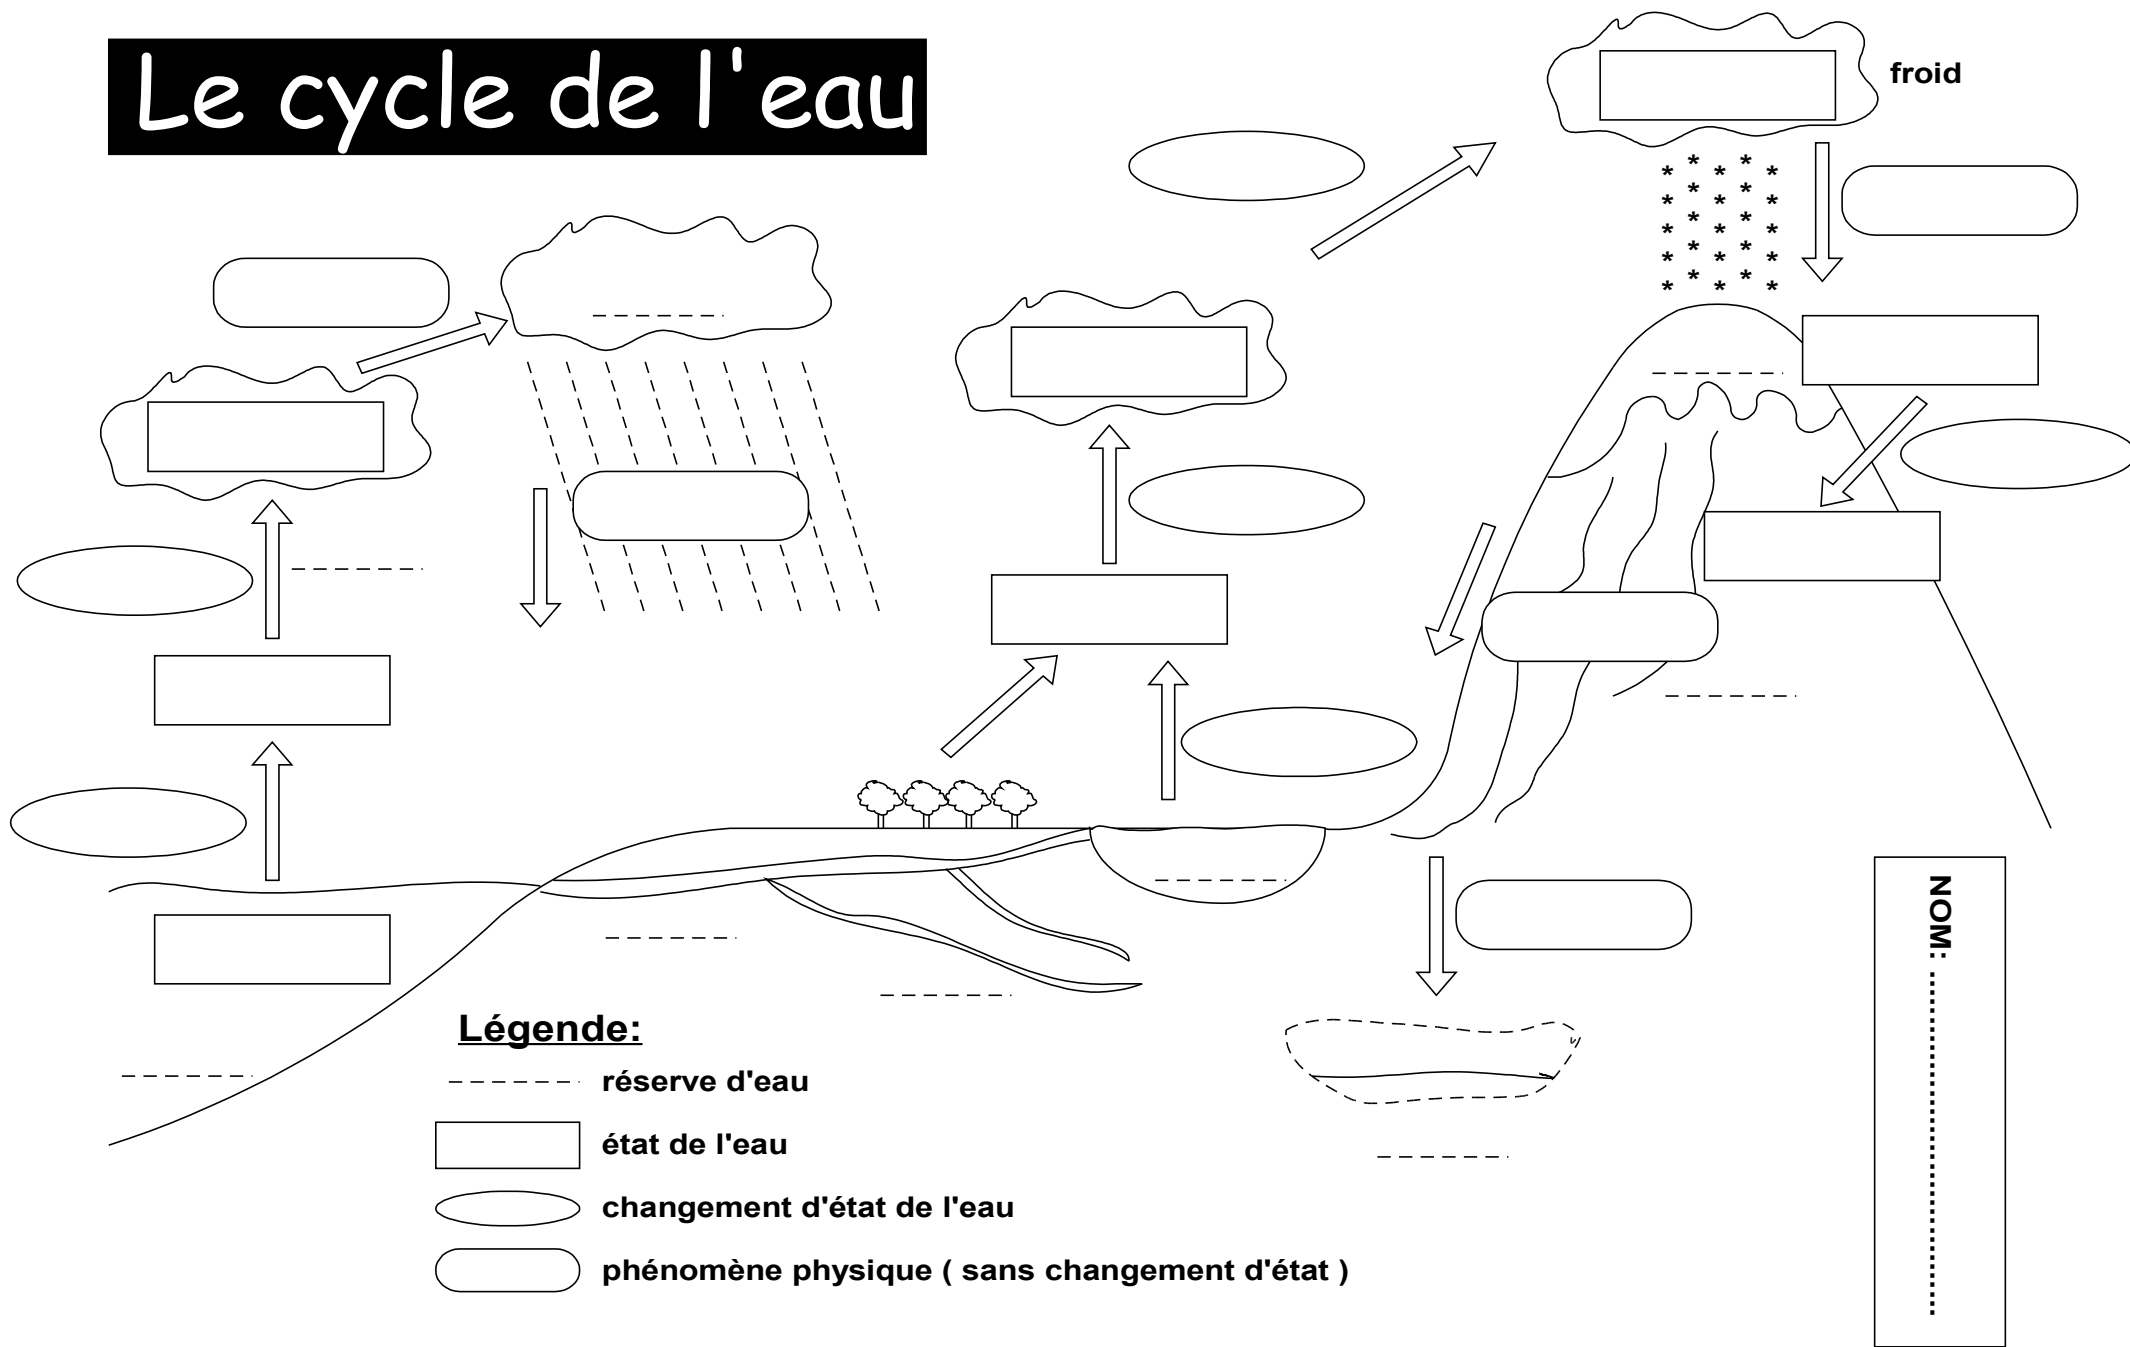 Le cycle de l'eau
froid
NOM: ..............................
Légende:
réserve d'eau
état de l'eau
changement d'état de l'eau
phénomène physique ( sans changement d'état )